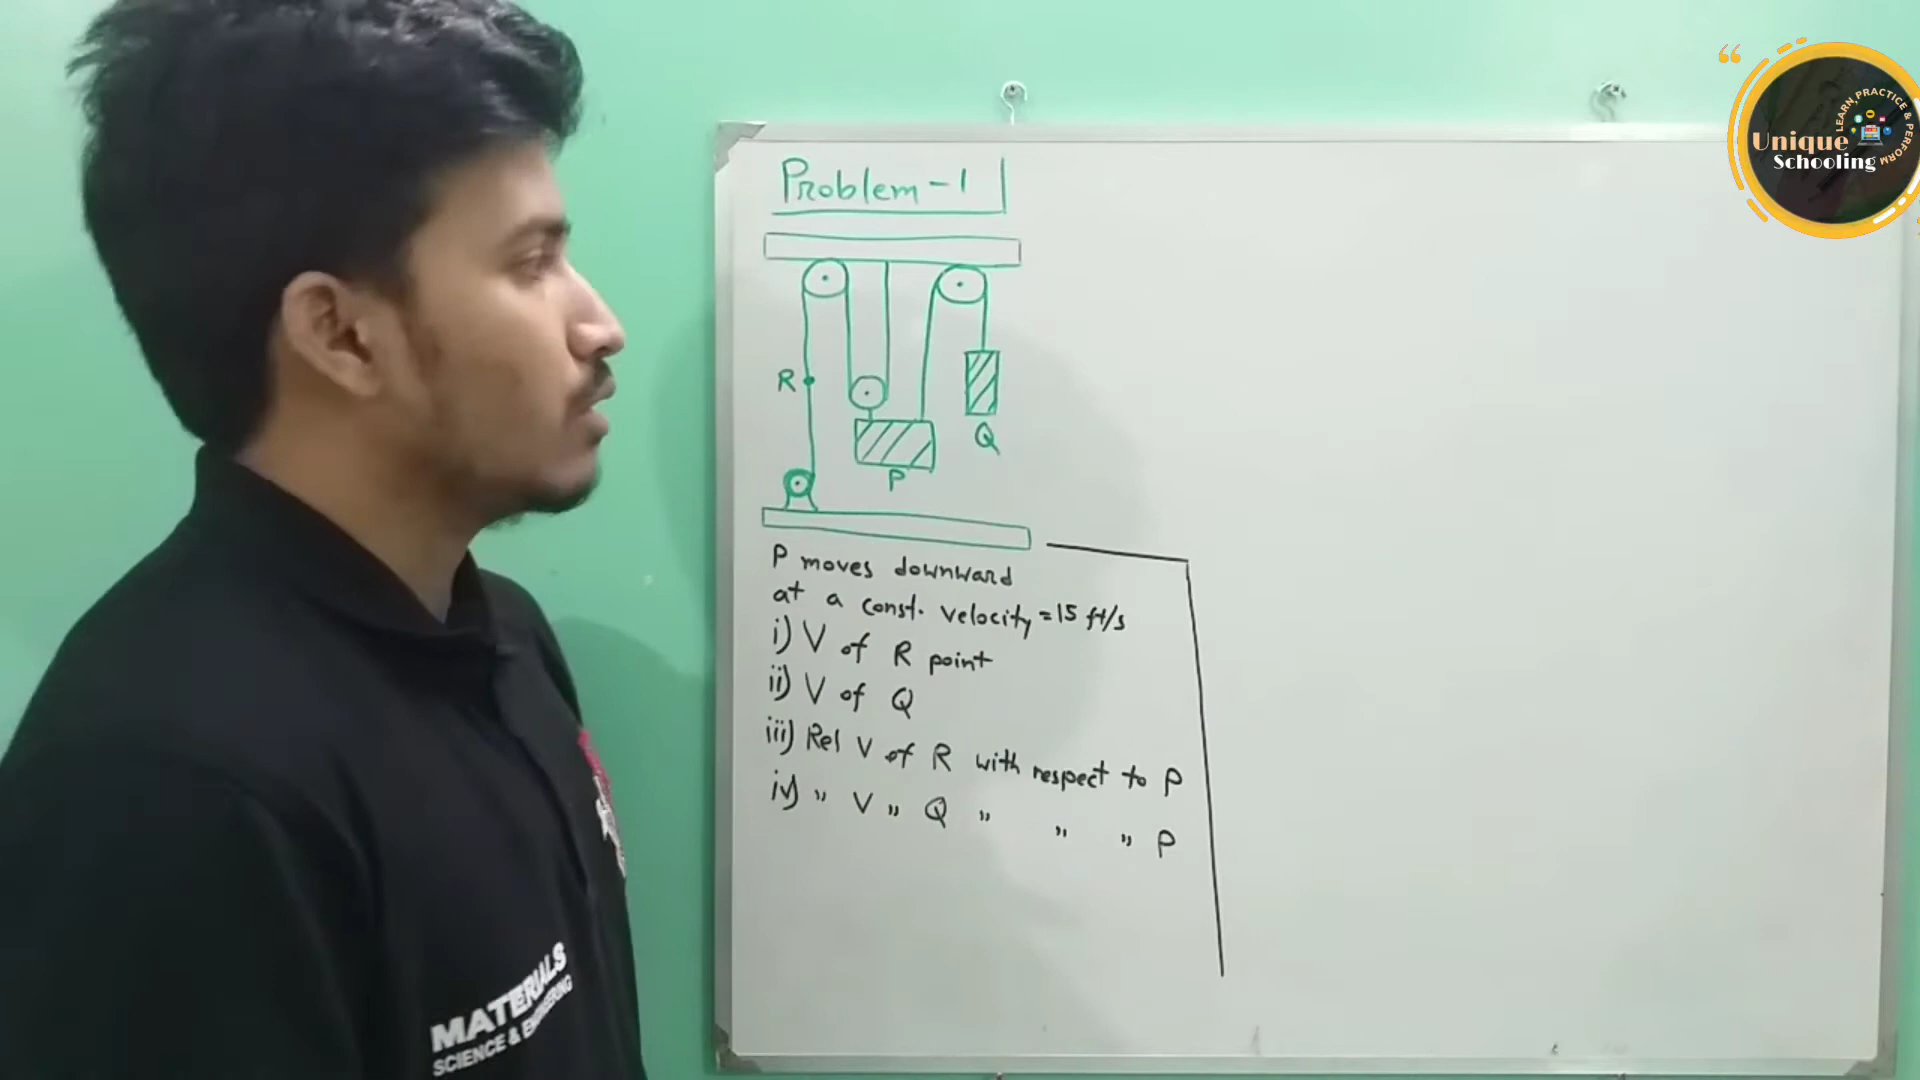 Problem-1
R
Q
P
P moves downward
at a const. velocity = 15 ft/s
i) V of R point
ii) V of Q
iii) Rel V of R with respect to P
iv) " V " Q " " " P
“
LEARN, PRACTICE & PERFORM
Unique
Schooling
MATERIALS
SCIENCE & ENGINEERING